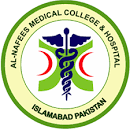 AL-NAFEES MEDICAL COLLEGE & HOSPITAL
ISLAMABAD PAKISTAN